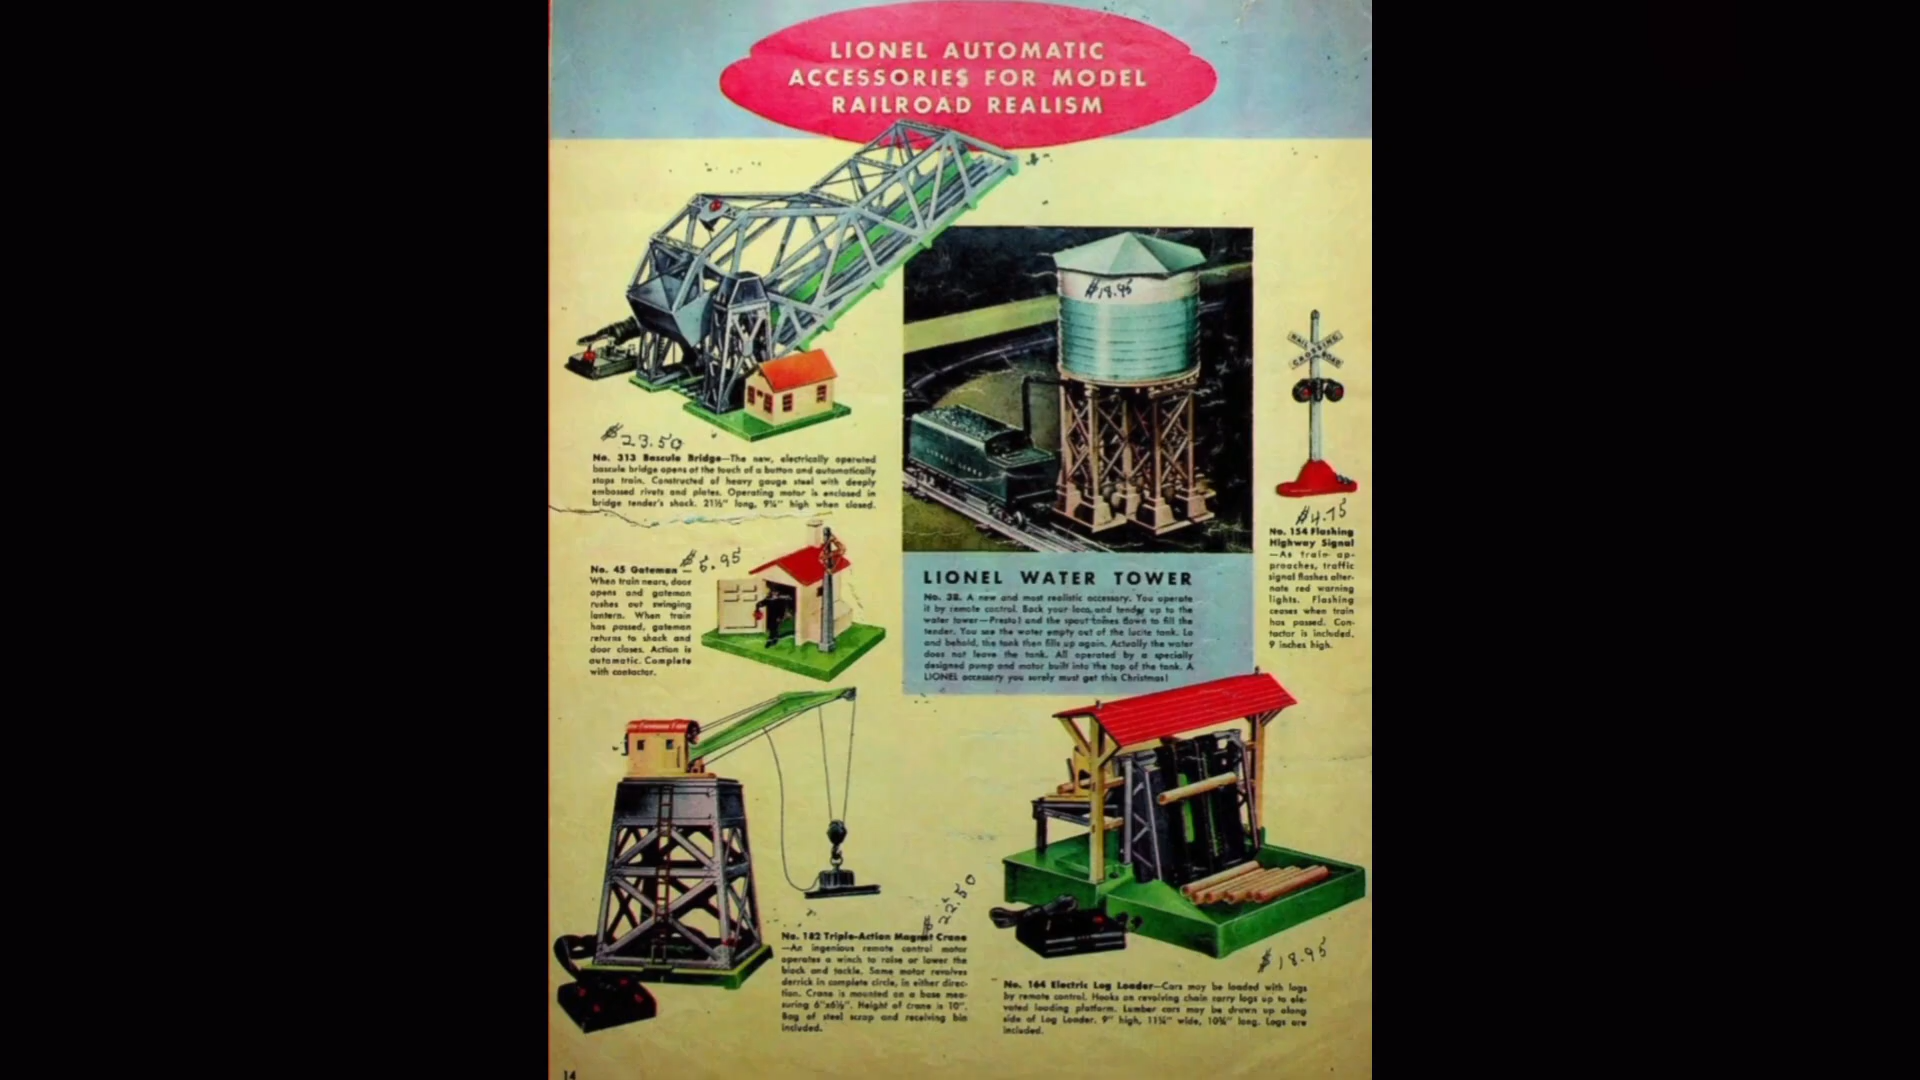 LIONEL AUTOMATIC
ACCESSORIES FOR MODEL
RAILROAD REALISM
$18.95
RAIL ROAD
CROSSING
LIONEL LINES
$23.50
No. 313 Bascule Bridge—The new, electrically operated
bascule bridge opens at the touch of a button and automatically
stops train. Constructed of heavy gauge steel with deeply
embossed rivets and plates. Operating motor is enclosed in
bridge tender's shack. 21½" long, 9¼" high when closed.
$4.75
No. 154 Flashing
Highway Signal
—As train ap-
proaches, traffic
signal flashes alter-
nate red warning
lights. Flashing
ceases when train
has passed. Con-
tactor is included.
9 inches high.
No. 45 Gateman —
When train nears, door
opens and gateman
rushes out swinging
lantern. When train
has passed, gateman
returns to shack and
door closes. Action is
automatic. Complete
with contactor.
LIONEL WATER TOWER
No. 38. A new and most realistic accessory. You operate
it by remote control. Back your loco, and tender up to the
water tower—Presto! and the spout comes down to fill the
tender. You see the water empty out of the lucite tank. Lo
and behold, the tank then fills up again. Actually the water
does not leave the tank. All operated by a specially
designed pump and motor built into the top of the tank. A
LIONEL accessory you surely must get this Christmas!
$22.50
No. 182 Triple-Action Magnet Crane
—An ingenious remote control motor
operates a winch to raise or lower the
block and tackle. Same motor revolves
derrick in complete circle, in either direc-
tion. Crane is mounted on a base mea-
suring 6"x6½". Height of crane is 10".
Bag of steel scrap and receiving bin
included.
$18.95
No. 164 Electric Log Loader—Cars may be loaded with logs
by remote control. Hooks on revolving chain carry logs up to ele-
vated loading platform. Lumber cars may be drawn up along
side of Log Loader. 9" high, 11¼" wide, 10¾" long. Logs are
included.
14